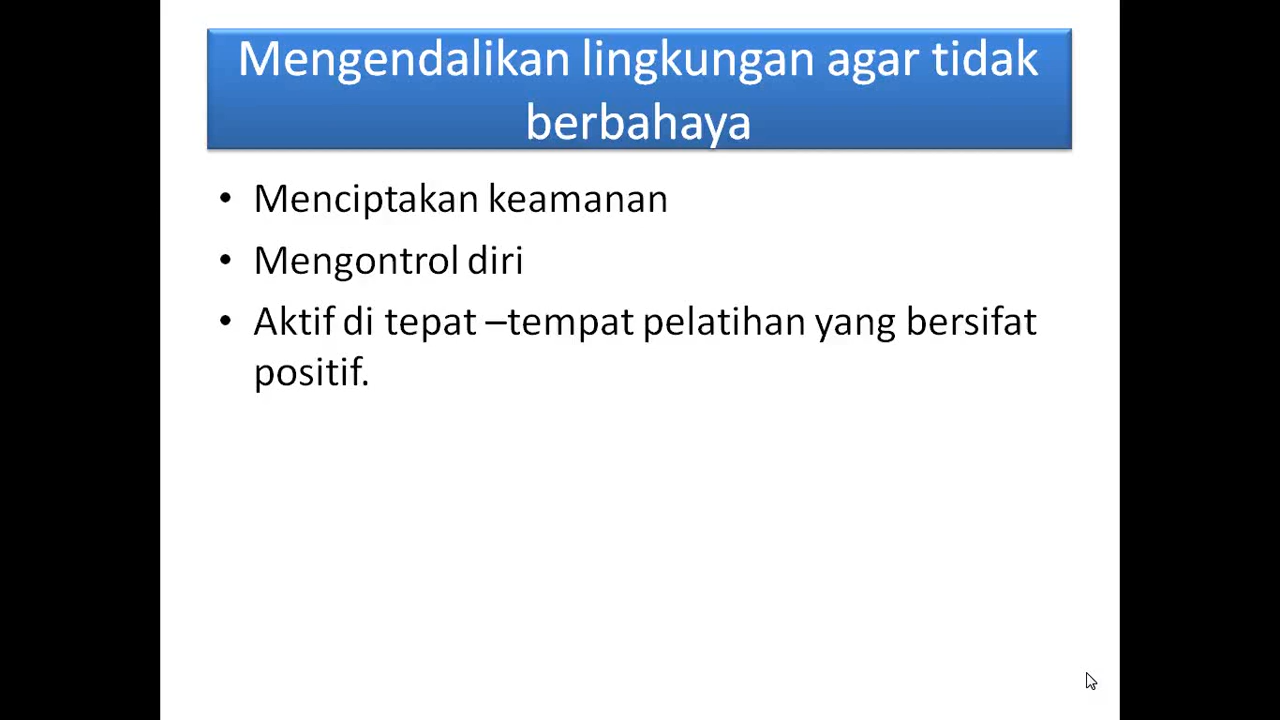 Mengendalikan lingkungan agar tidak
berbahaya
• Menciptakan keamanan
• Mengontrol diri
• Aktif di tepat –tempat pelatihan yang bersifat
positif.